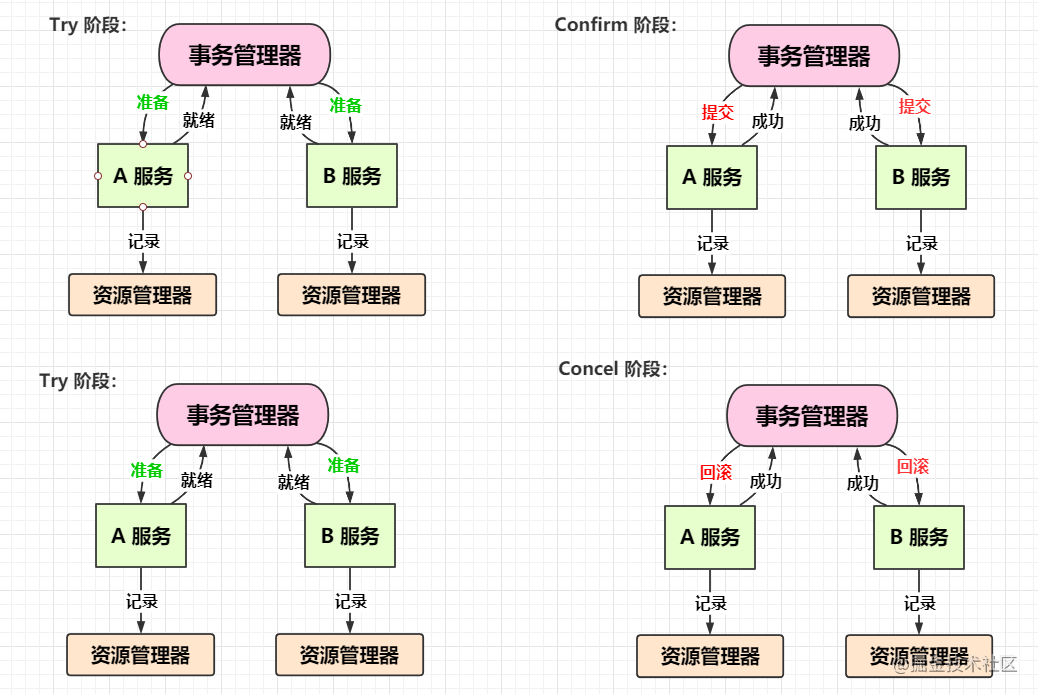 Try 阶段：
事务管理器
准备
就绪
就绪
准备
A 服务
B 服务
记录
记录
资源管理器
资源管理器
Confirm 阶段：
事务管理器
提交
成功
成功
提交
A 服务
B 服务
记录
记录
资源管理器
资源管理器
Try 阶段：
事务管理器
准备
就绪
就绪
准备
A 服务
B 服务
记录
记录
资源管理器
资源管理器
Concel 阶段：
事务管理器
回滚
成功
成功
回滚
A 服务
B 服务
记录
记录
资源管理器
资源管理器
@掘金技术社区